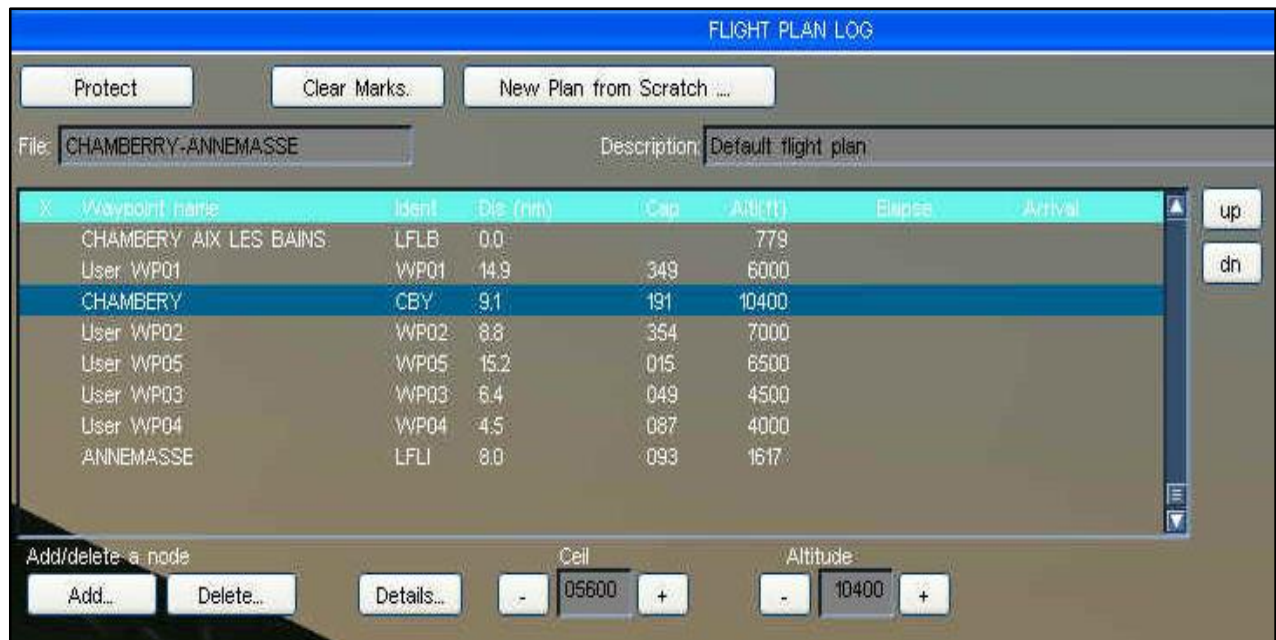 FLIGHT PLAN LOG
Protect Clear Marks. New Plan from Scratch ...
File: CHAMBERRY-ANNEMASSE Description: Default flight plan
X Waypoint name Ident Dis (nm) Cap Alti(ft) Elapse Arrival up
CHAMBERY AIX LES BAINS LFLB 0.0 779
User WP01 WP01 14.9 349 6000 dn
CHAMBERY CBY 9.1 191 10400
User WP02 WP02 8.8 354 7000
User WP05 WP05 15.2 015 6500
User WP03 WP03 6.4 049 4500
User WP04 WP04 4.5 087 4000
ANNEMASSE LFLI 8.0 093 1617
Add/delete a node Ceil Altitude
Add... Delete... Details... - 05600 + - 10400 +